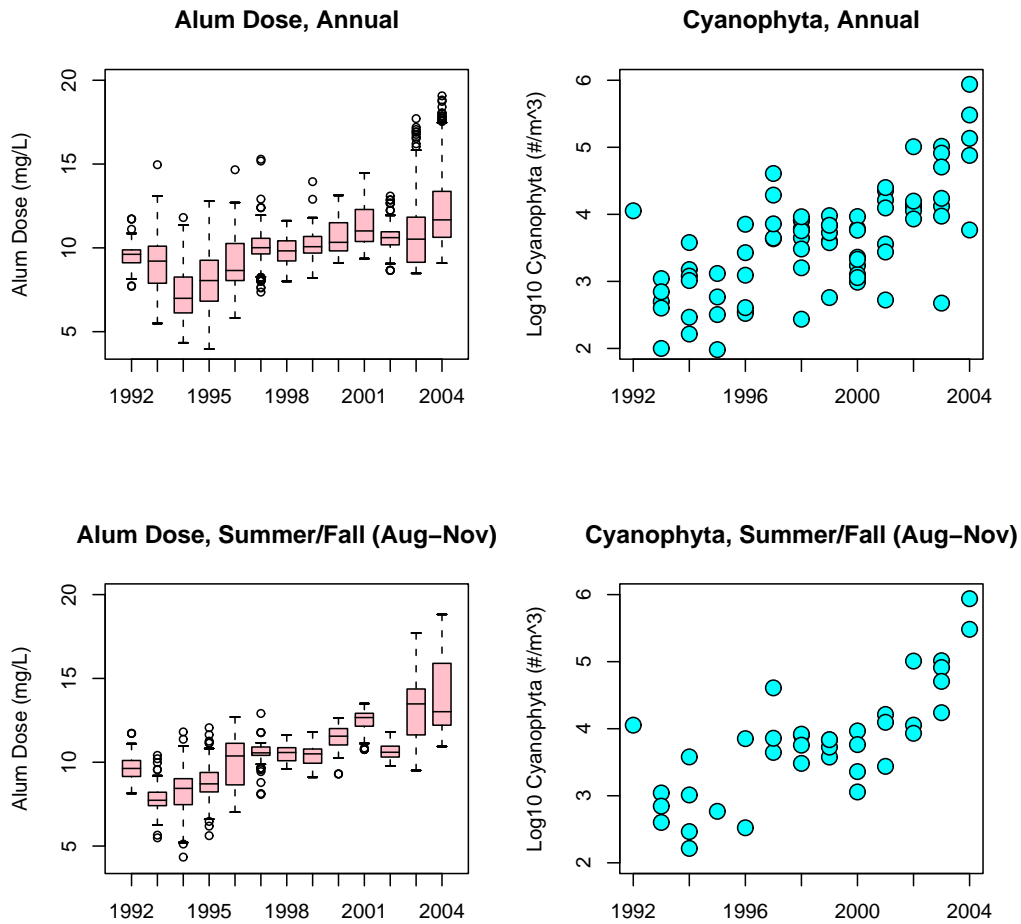 Alum Dose, Annual
Alum Dose (mg/L)
20
15
10
5
1992 1995 1998 2001 2004
Cyanophyta, Annual
Log10 Cyanophyta (#/m^3)
6
5
4
3
2
1992 1996 2000 2004
Alum Dose, Summer/Fall (Aug−Nov)
Alum Dose (mg/L)
20
15
10
5
1992 1995 1998 2001 2004
Cyanophyta, Summer/Fall (Aug−Nov)
Log10 Cyanophyta (#/m^3)
6
5
4
3
2
1992 1996 2000 2004